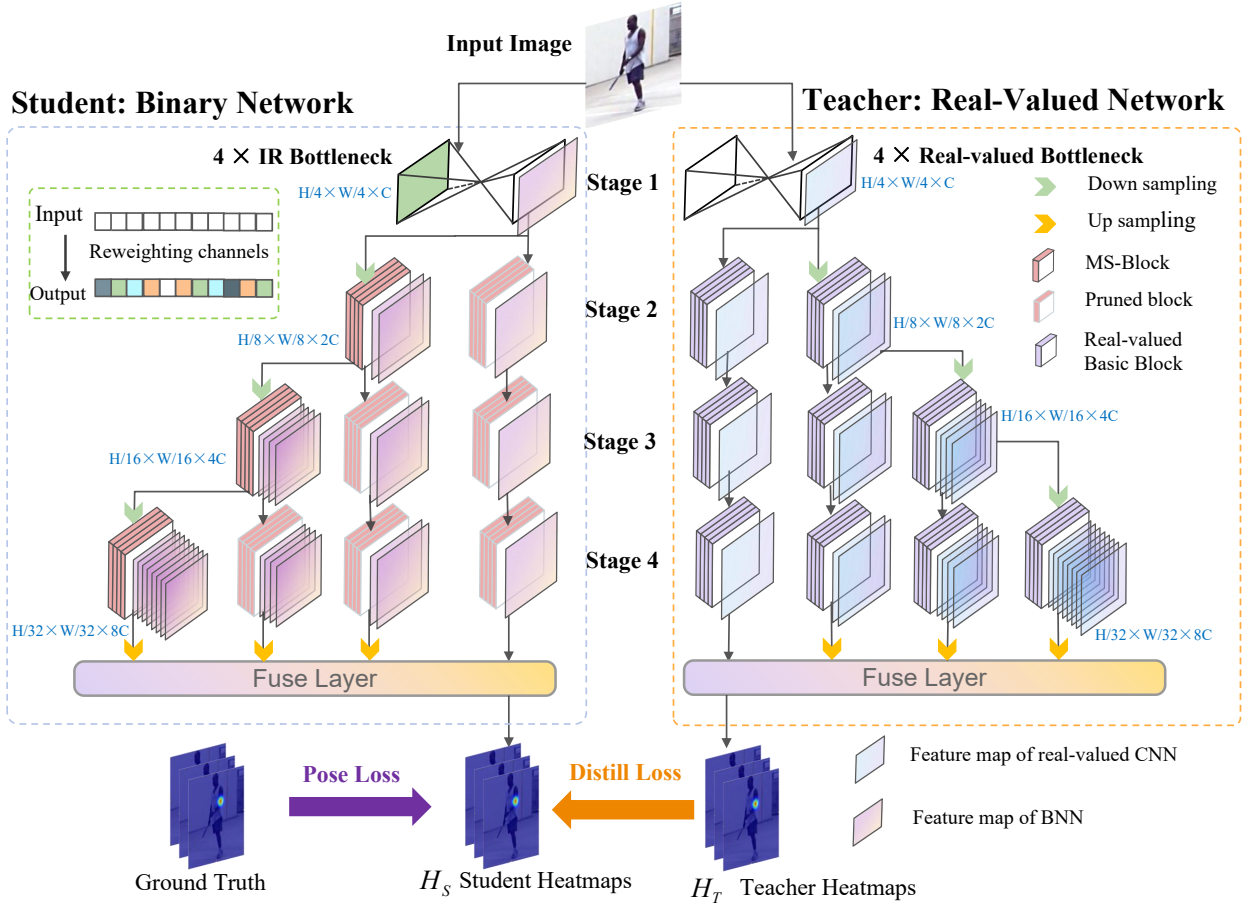 Input Image
Student: Binary Network
Teacher: Real-Valued Network
4 × IR Bottleneck
H/4×W/4×C
Stage 1
4 × Real-valued Bottleneck
H/4×W/4×C
Input
Reweighting channels
Output
Down sampling
Up sampling
MS-Block
Pruned block
Real-valued
Basic Block
H/8×W/8×2C
Stage 2
H/8×W/8×2C
H/16×W/16×4C
Stage 3
H/16×W/16×4C
Stage 4
H/32×W/32×8C
H/32×W/32×8C
Fuse Layer
Fuse Layer
Pose Loss
Distill Loss
Feature map of real-valued CNN
Feature map of BNN
Ground Truth
H_S Student Heatmaps
H_T Teacher Heatmaps